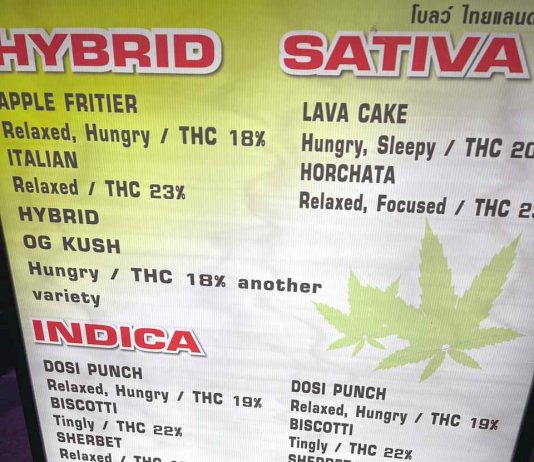 โบลว์ ไทยแลนด
HYBRID
APPLE FRITIER
Relaxed, Hungry / THC 18%
ITALIAN
Relaxed / THC 23%
HYBRID
OG KUSH
Hungry / THC 18% another
variety
SATIVA
LAVA CAKE
Hungry, Sleepy / THC 20
HORCHATA
Relaxed, Focused / THC
INDICA
DOSI PUNCH
Relaxed, Hungry / THC 19%
BISCOTTI
Tingly / THC 22%
SHERBET
Relaxed / THC
DOSI PUNCH
Relaxed, Hungry / THC 19%
BISCOTTI
Tingly / THC 22%
SHERBET